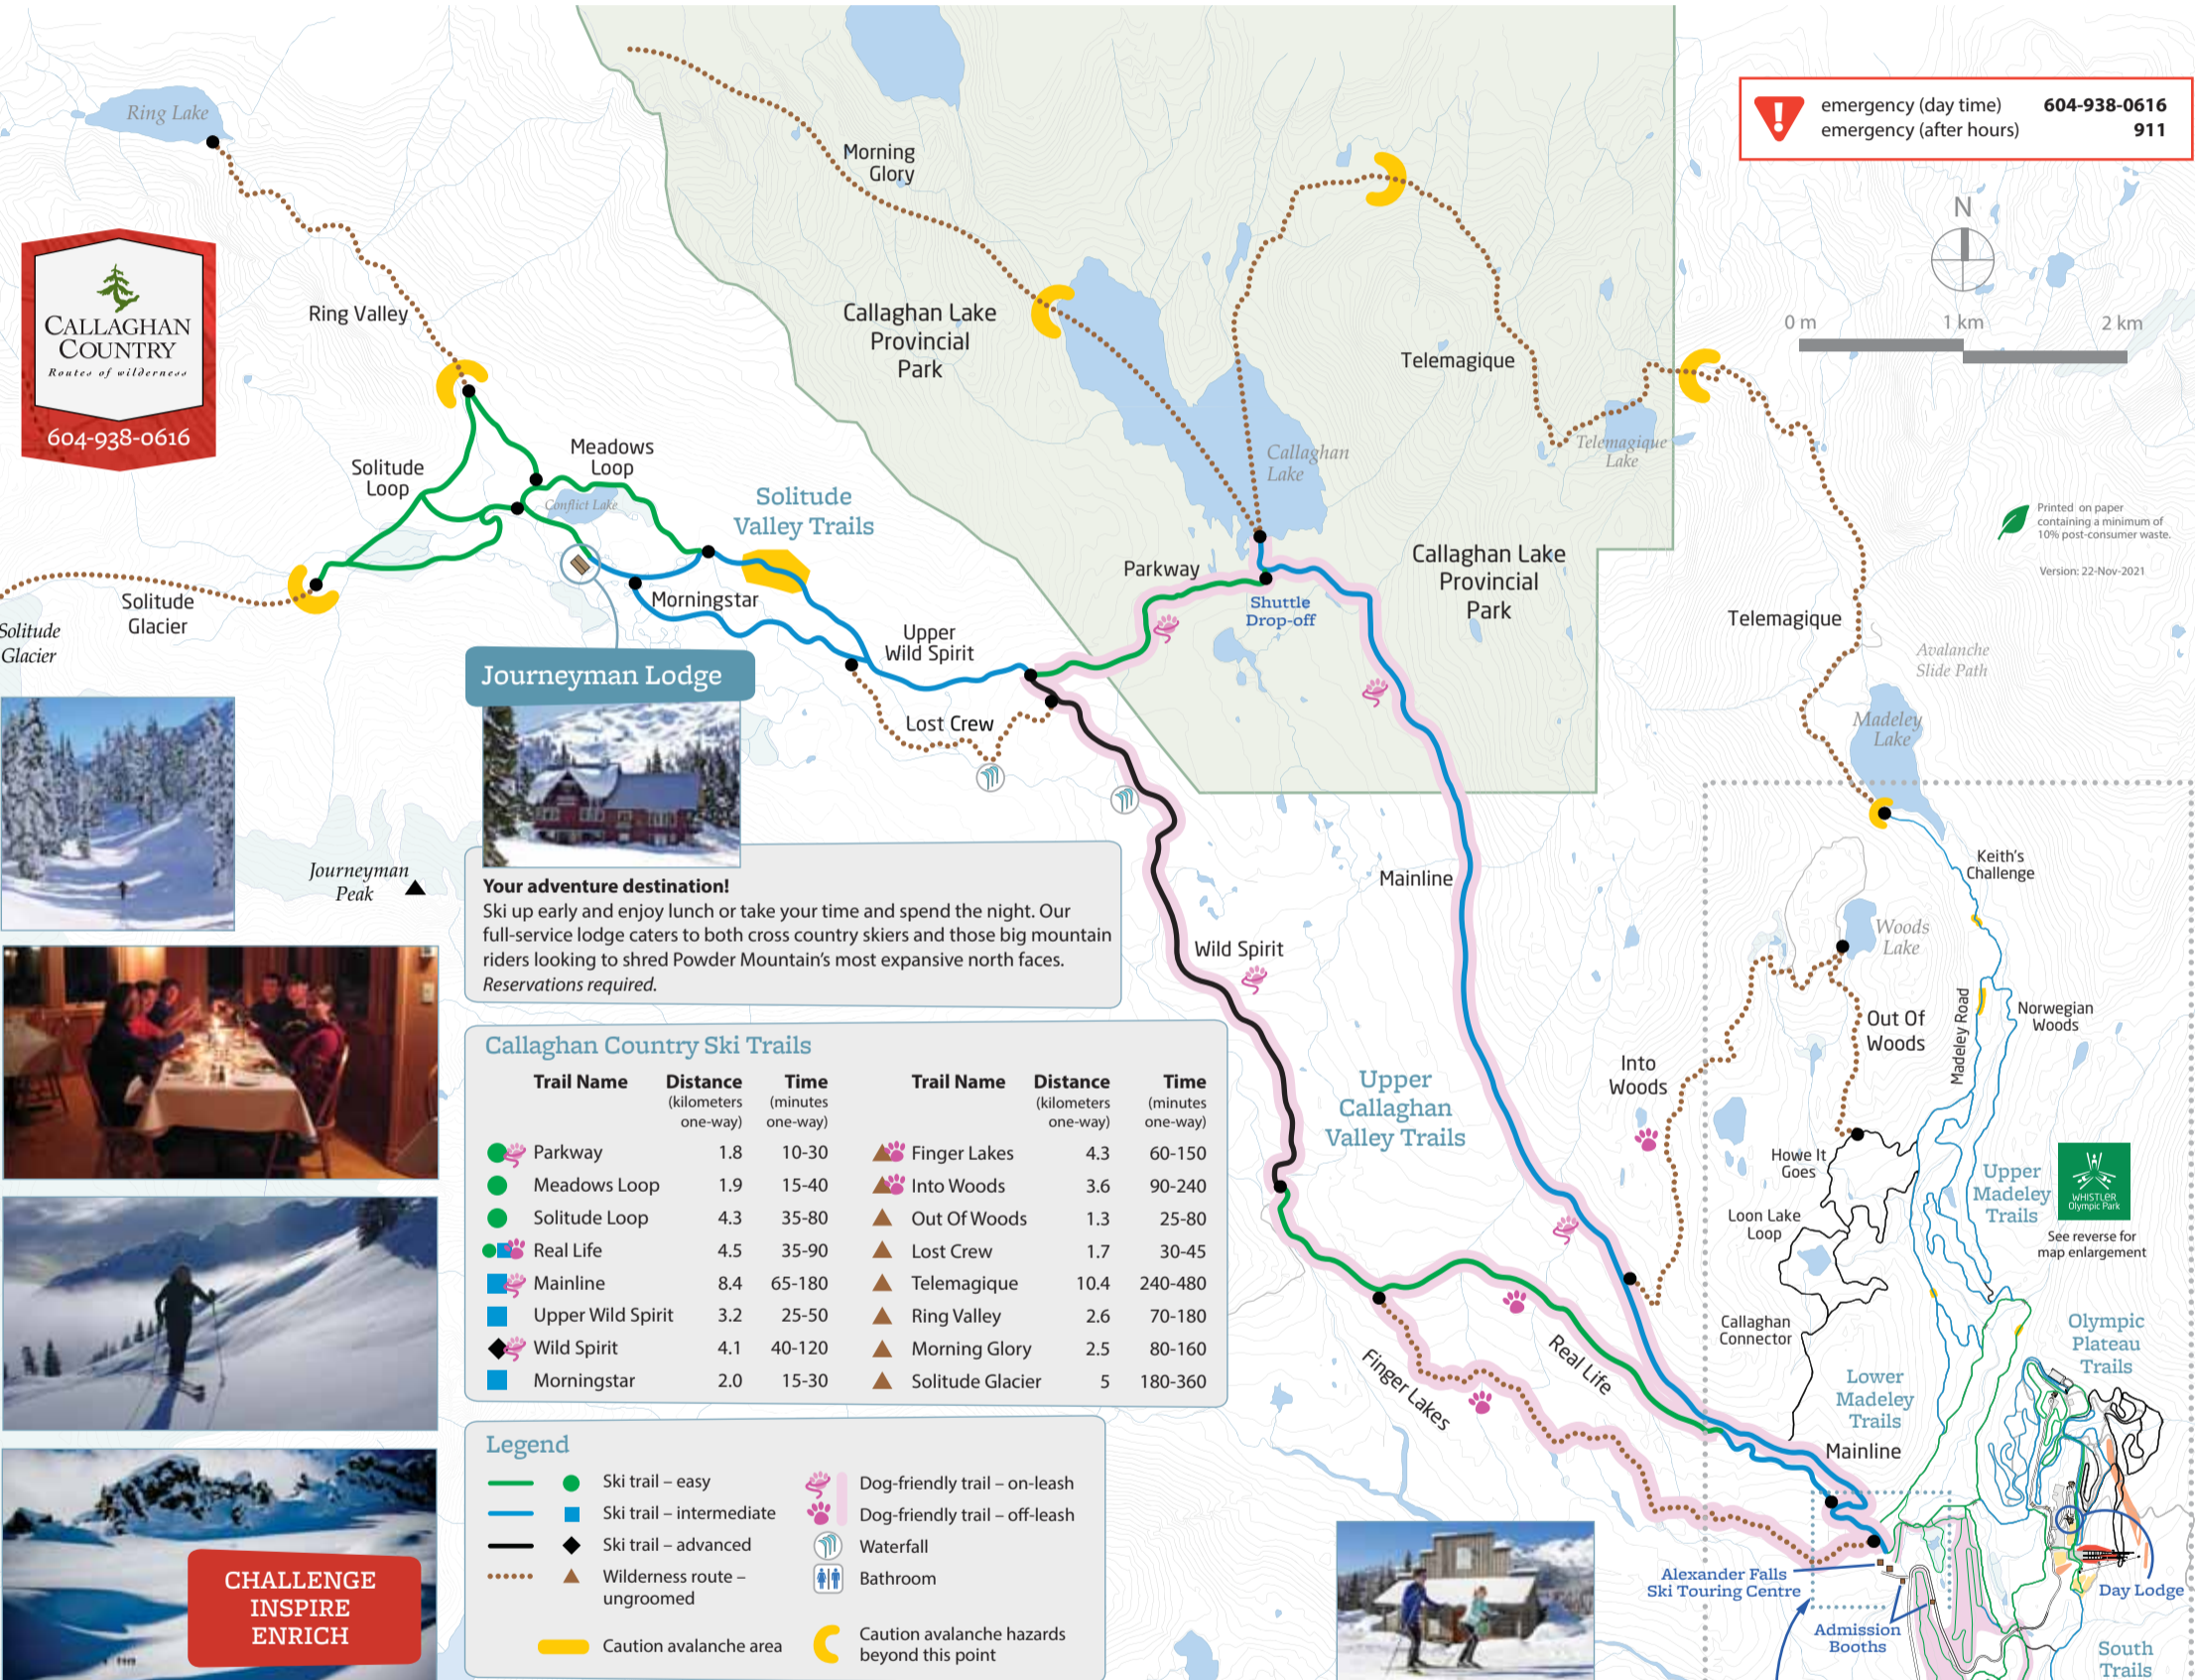 Ring Lake
CALLAGHAN
COUNTRY
Routes of wilderness
604-938-0616
Ring Valley
Morning
Glory
emergency (day time) 604-938-0616
emergency (after hours) 911
N
0 m 1 km 2 km
Callaghan Lake
Provincial
Park
Telemagique
Telemagique
Lake
Callaghan
Lake
Meadows
Loop
Solitude
Loop
Conflict Lake
Solitude
Valley Trails
Printed on paper
containing a minimum of
10% post-consumer waste.
Version: 22-Nov-2021
Parkway
Callaghan Lake
Provincial
Park
Shuttle
Drop-off
Solitude
Glacier
Solitude
Glacier
Morningstar
Upper
Wild Spirit
Telemagique
Avalanche
Slide Path
Journeyman Lodge
Lost Crew
Madeley
Lake
Journeyman
Peak
Your adventure destination!
Ski up early and enjoy lunch or take your time and spend the night. Our
full-service lodge caters to both cross country skiers and those big mountain
riders looking to shred Powder Mountain's most expansive north faces.
Reservations required.
Mainline
Keith's
Challenge
Wild Spirit
Woods
Lake
Madeley Road
Norwegian
Woods
Out Of
Woods
Into
Woods
Upper
Callaghan
Valley Trails
Howe It
Goes
Loon Lake
Loop
Upper
Madeley
Trails
WHISTLER
Olympic Park
See reverse for
map enlargement
Callaghan
Connector
Olympic
Plateau
Trails
Lower
Madeley
Trails
Real Life
Finger Lakes
Mainline
Callaghan Country Ski Trails
Trail Name Distance Time Trail Name Distance Time
(kilometers (minutes (kilometers (minutes
one-way) one-way) one-way) one-way)
Parkway 1.8 10-30 Finger Lakes 4.3 60-150
Meadows Loop 1.9 15-40 Into Woods 3.6 90-240
Solitude Loop 4.3 35-80 Out Of Woods 1.3 25-80
Real Life 4.5 35-90 Lost Crew 1.7 30-45
Mainline 8.4 65-180 Telemagique 10.4 240-480
Upper Wild Spirit 3.2 25-50 Ring Valley 2.6 70-180
Wild Spirit 4.1 40-120 Morning Glory 2.5 80-160
Morningstar 2.0 15-30 Solitude Glacier 5 180-360
Legend
Ski trail – easy
Ski trail – intermediate
Ski trail – advanced
Wilderness route –
ungroomed
Caution avalanche area
Dog-friendly trail – on-leash
Dog-friendly trail – off-leash
Waterfall
Bathroom
Caution avalanche hazards
beyond this point
CHALLENGE
INSPIRE
ENRICH
Alexander Falls
Ski Touring Centre
Admission
Booths
Day Lodge
South
Trails